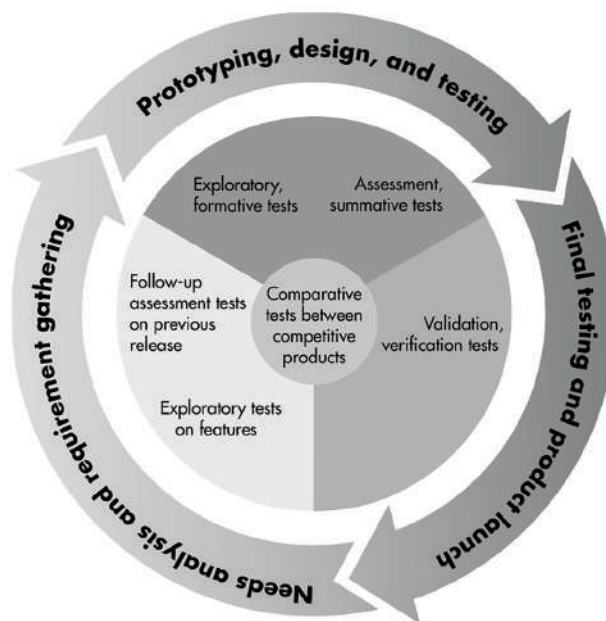 Prototyping, design, and testing
Exploratory,
formative tests
Assessment,
summative tests
Final testing and product launch
Follow-up
assessment tests
on previous
release
Comparative
tests between
competitive
products
Validation,
verification tests
Exploratory tests
on features
Needs analysis and requirement gathering